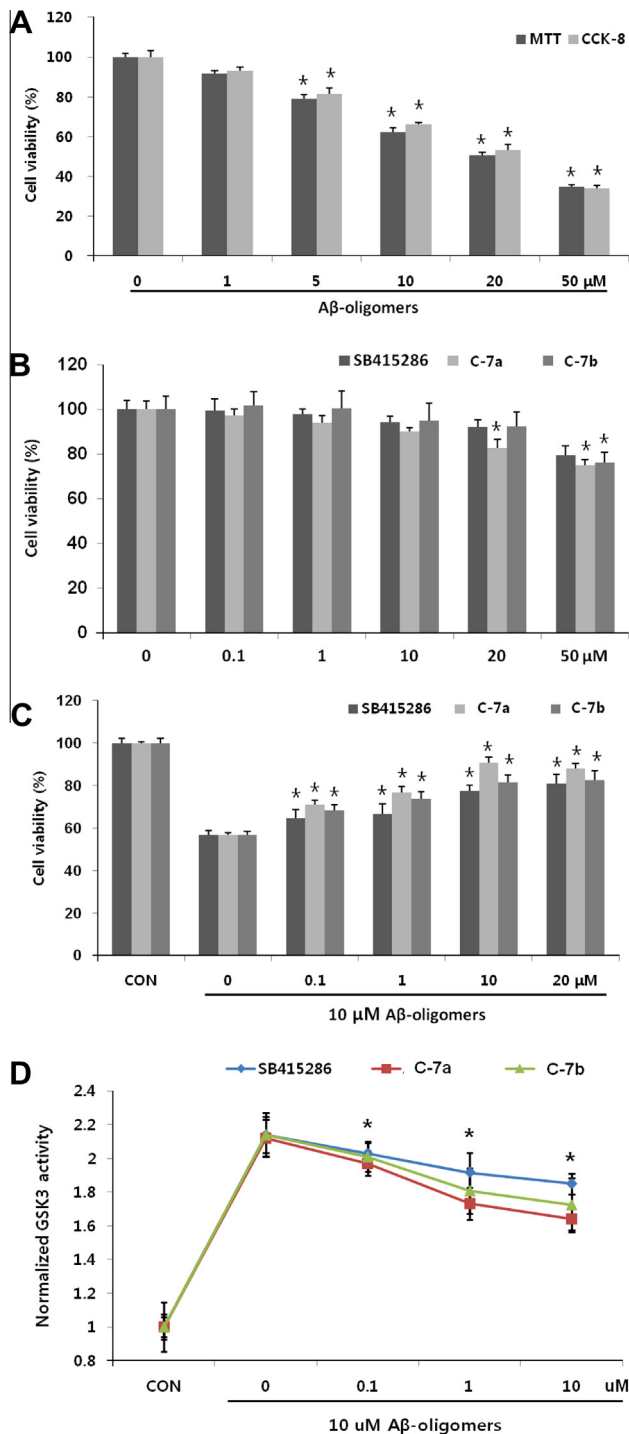 A
MTT CCK-8
Cell viability (%)
120
100
80
60
40
20
0
* * * * * * * *
0 1 5 10 20 50 μM
Aβ-oligomers
B
SB415286 C-7a C-7b
Cell viability (%)
120
100
80
60
40
20
0
* * *
0 0.1 1 10 20 50 μM
C
SB415286 C-7a C-7b
Cell viability (%)
120
100
80
60
40
20
0
* * * * * * * * * * * *
CON 0 0.1 1 10 20 μM
10 μM Aβ-oligomers
D
SB415286 C-7a C-7b
Normalized GSK3 activity
2.4
2.2
2
1.8
1.6
1.4
1.2
1
0.8
* * *
CON 0 0.1 1 10 uM
10 uM Aβ-oligomers